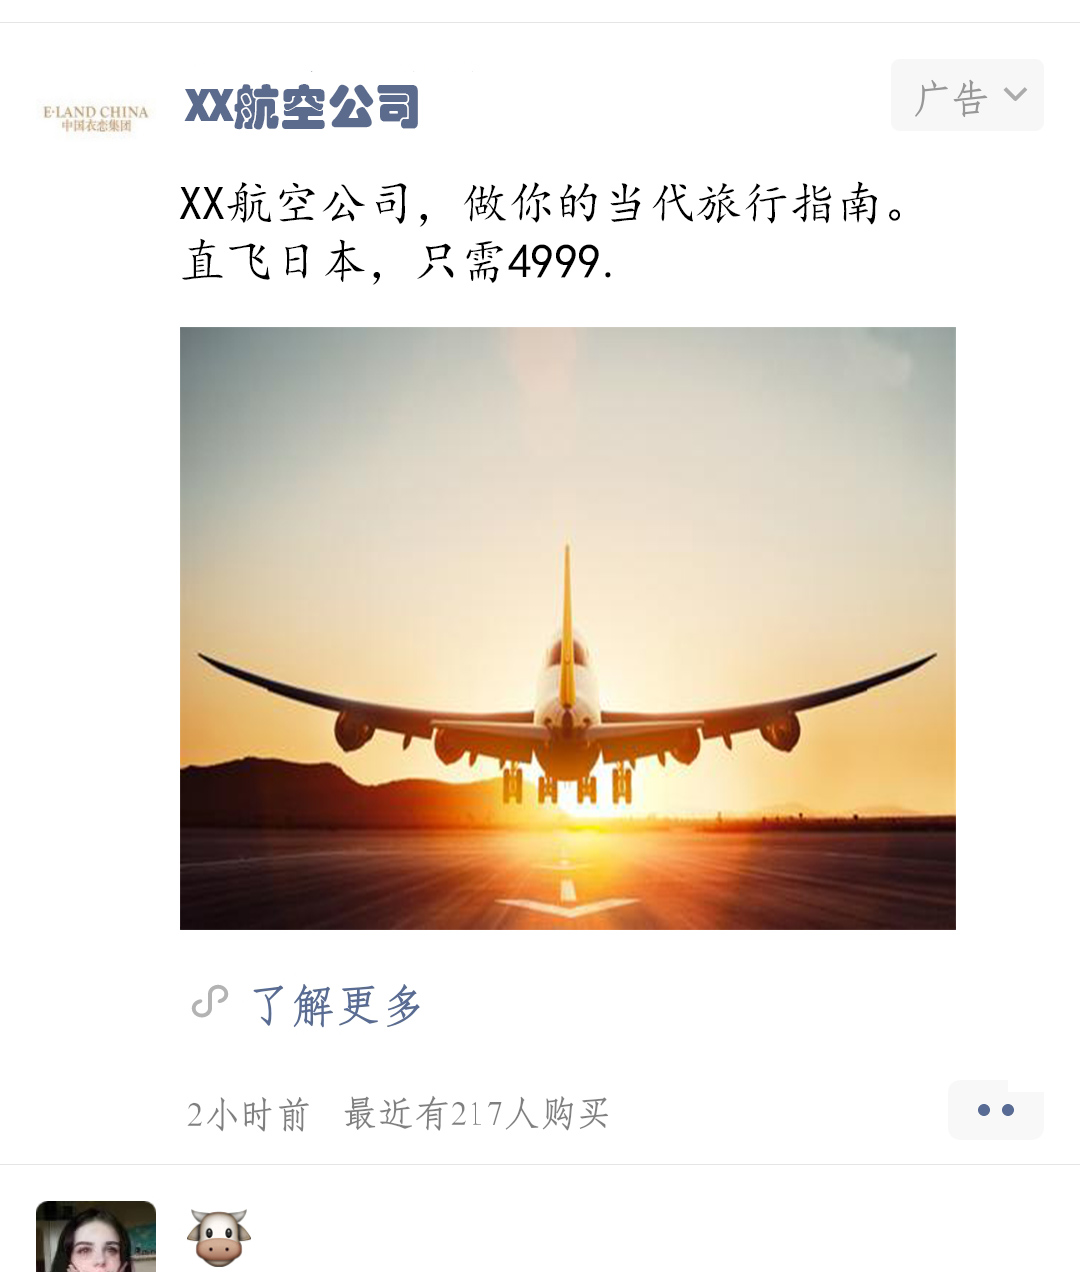 E·LAND CHINA
中国衣恋集团
XX航空公司
广告
XX航空公司，做你的当代旅行指南。
直飞日本，只需4999.
了解更多
2小时前 最近有217人购买